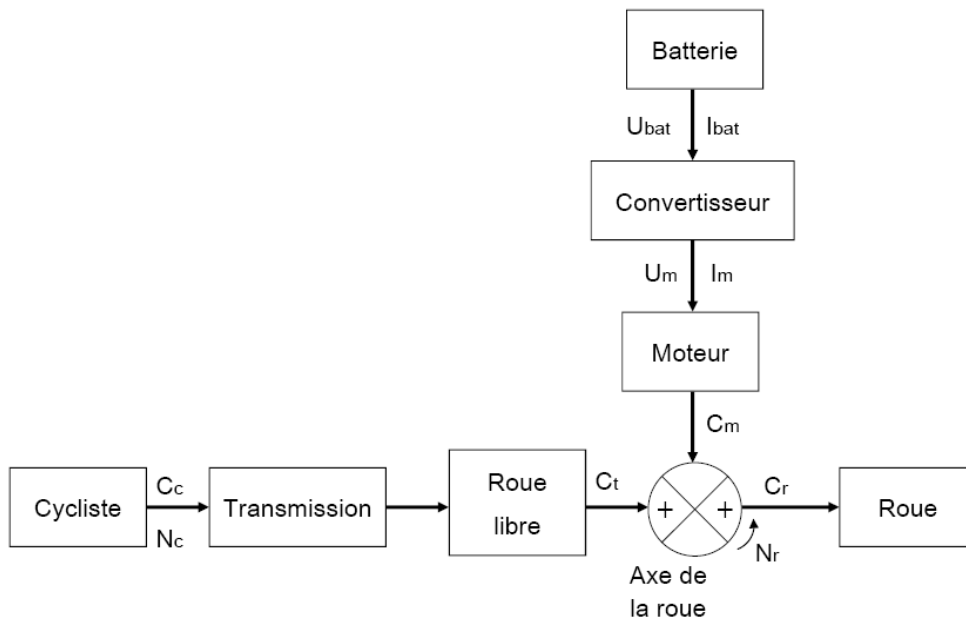 Batterie
Ubat Ibat
Convertisseur
Um Im
Moteur
Cm
Cycliste
Cc
Nc
Transmission
Roue
libre
Ct
+ +
Cr
Nr
Roue
Axe de
la roue